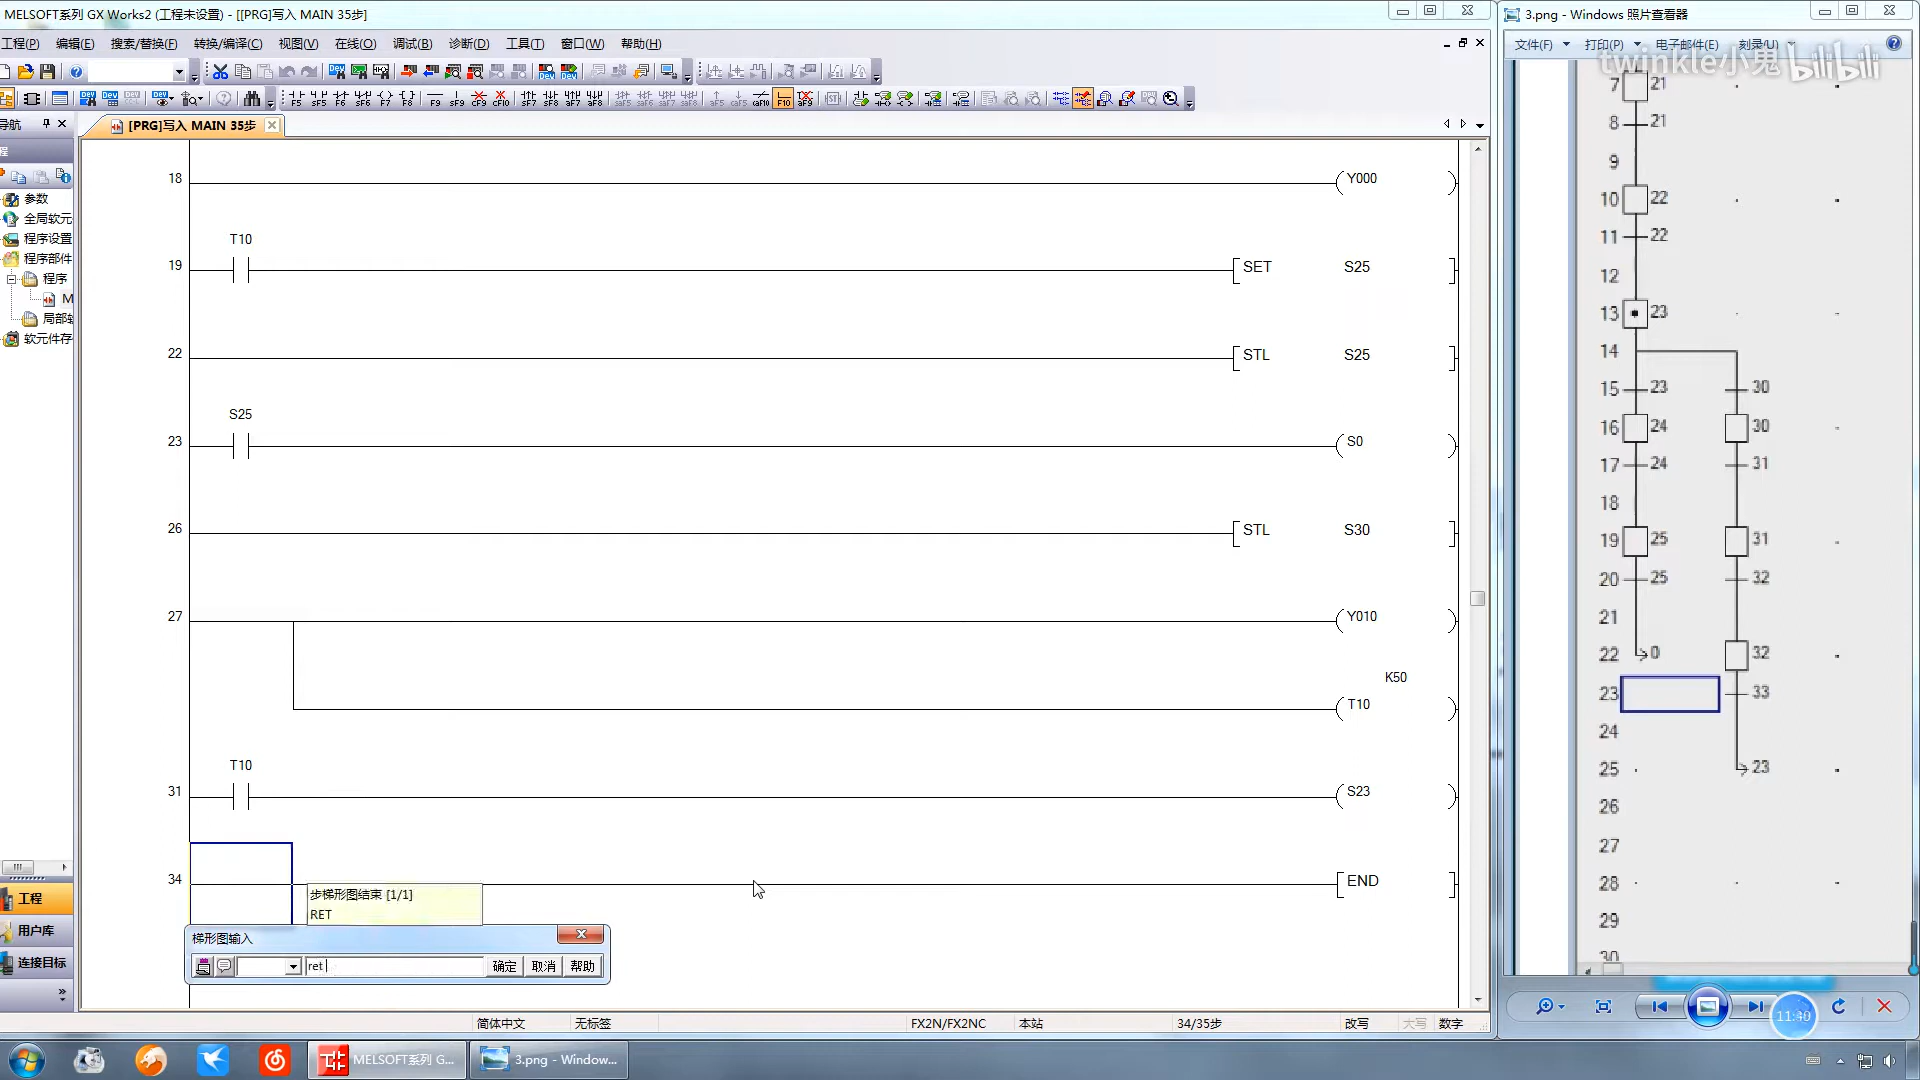 MELSOFT系列 GX Works2 (工程未设置) - [[PRG]写入 MAIN 35步]
工程(P) 编辑(E) 搜索/替换(F) 转换/编译(C) 视图(V) 在线(O) 调试(B) 诊断(D) 工具(T) 窗口(W) 帮助(H)
导航
[PRG]写入 MAIN 35步
程
参数
全局软元
程序设置
程序部件
程序
M
局部软
软元件存
工程
用户库
连接目标
18 Y000
T10
19 SET S25
22 STL S25
S25
23 S0
26 STL S30
27 Y010
K50
T10
T10
31 S23
34 END
步梯形图结束 [1/1]
RET
梯形图输入
ret 确定 取消 帮助
简体中文 无标签 FX2N/FX2NC 本站 34/35步 改写 大写 数字
3.png - Windows 照片查看器
文件(F) 打印(P) 电子邮件(E) 刻录(U)
twinkle小鬼 bilibili
7 21
8 21
9
10 22
11 22
12
13 23
14
15 23 30
16 24 30
17 24 31
18
19 25 31
20 25 32
21
22 0 32
23 33
24
25 23
26
27
28
29
30
11:40
MELSOFT系列 G...
3.png - Window...